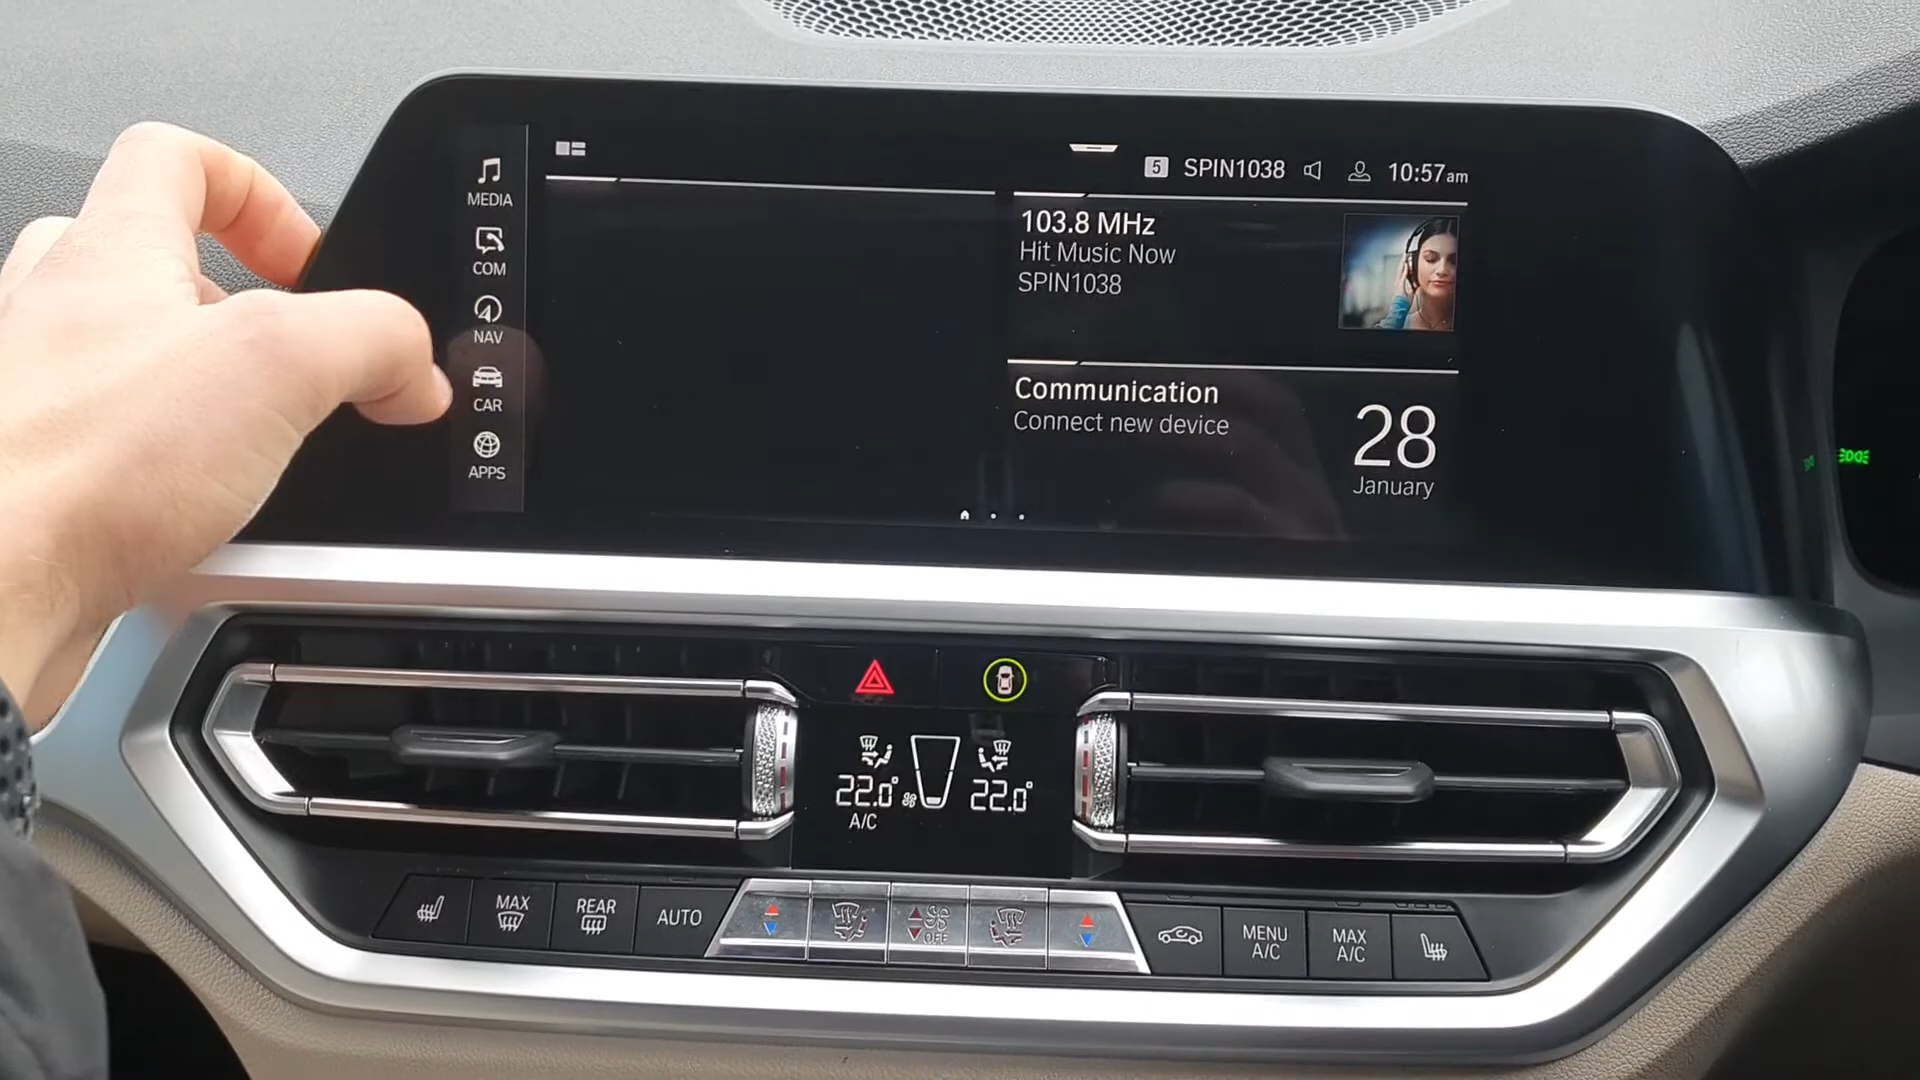 MEDIA
COM
NAV
CAR
APPS
5 SPIN1038 10:57am
103.8 MHz
Hit Music Now
SPIN1038
Communication
Connect new device
28
January
22.0° 22.0°
A/C
MAX
REAR
AUTO
OFF
MENU
A/C
MAX
A/C